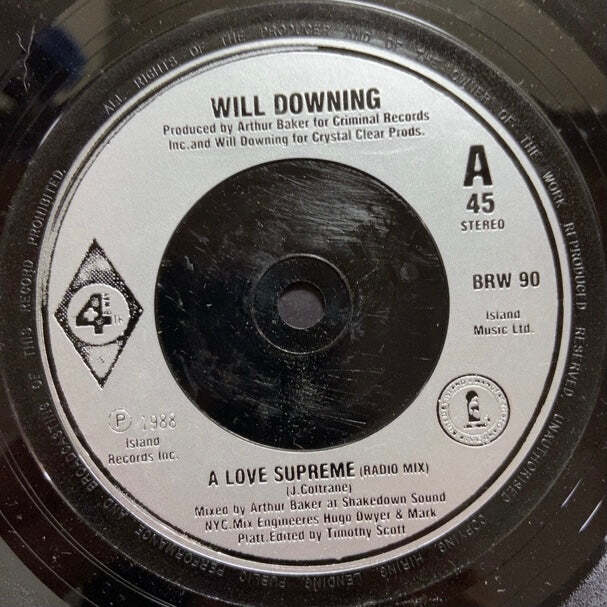 WILL DOWNING
Produced by Arthur Baker for Criminal Records
Inc.and Will Downing for Crystal Clear Prods.
A
45
STEREO
BRW 90
Island
Music Ltd.
4
TH
℗ 1988
Island
Records Inc.
A LOVE SUPREME (RADIO MIX)
(J.Coltrane)
Mixed by Arthur Baker at Shakedown Sound
NYC.Mix Engineeres Hugo Dwyer & Mark
Platt.Edited by Timothy Scott
ALL RIGHTS OF THE PRODUCER AND OF THE OWNER OF THE WORK REPRODUCED RESERVED. UNAUTHORISED COPYING, HIRING, LENDING, PUBLIC PERFORMANCE AND BROADCASTING OF THIS RECORD PROHIBITED.